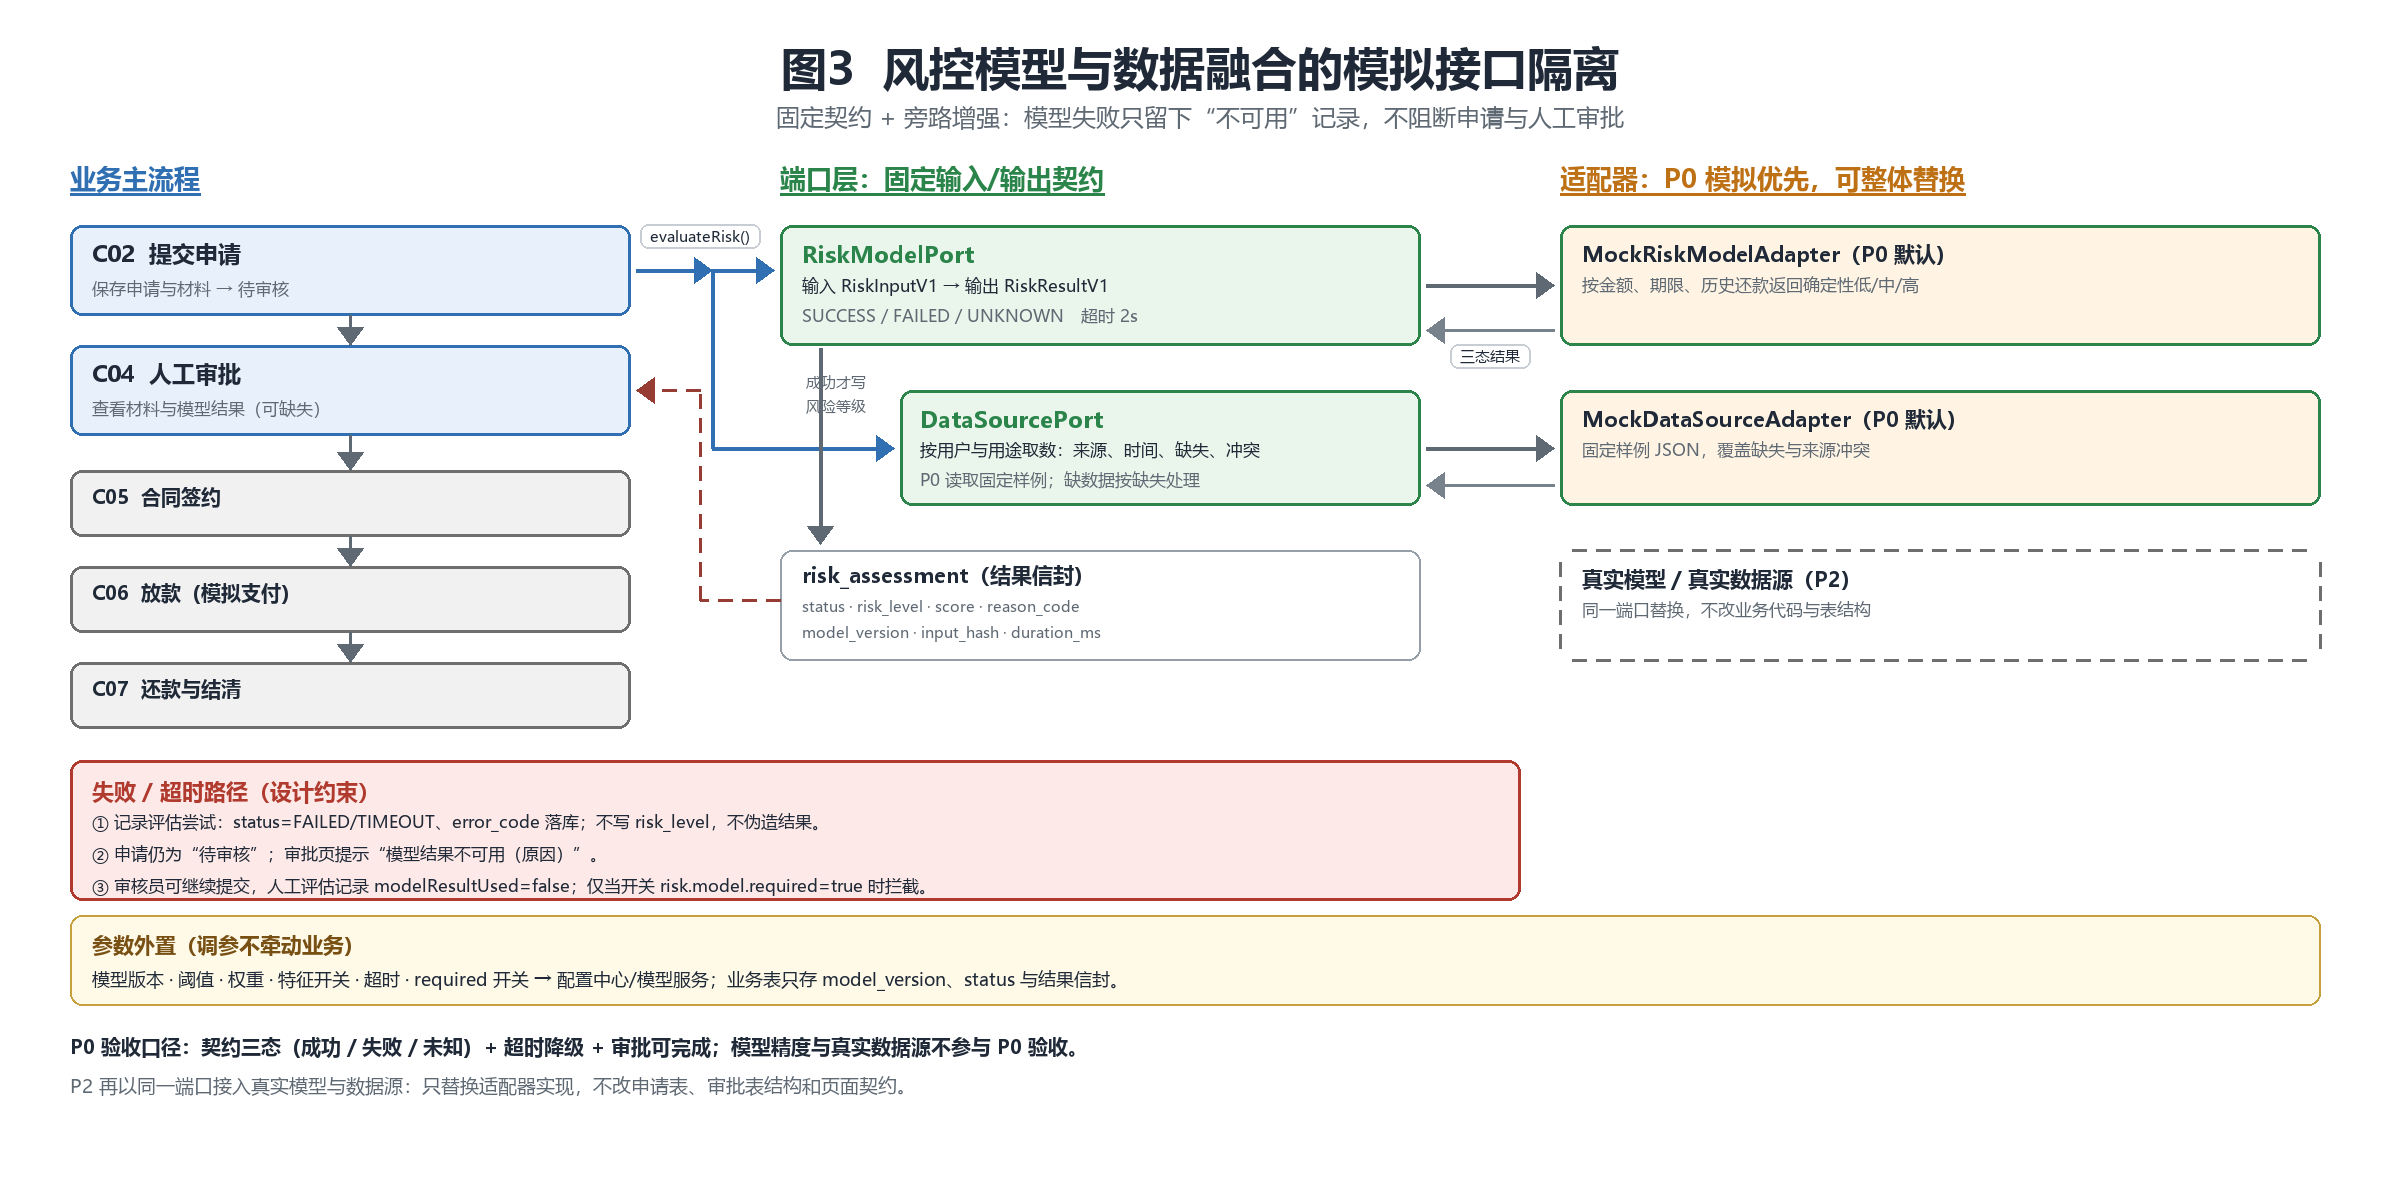 图3 风控模型与数据融合的模拟接口隔离
固定契约 + 旁路增强：模型失败只留下“不可用”记录，不阻断申请与人工审批
业务主流程
C02 提交申请
保存申请与材料 → 待审核
C04 人工审批
查看材料与模型结果（可缺失）
C05 合同签约
C06 放款（模拟支付）
C07 还款与结清
evaluateRisk()
端口层：固定输入/输出契约
RiskModelPort
输入 RiskInputV1 → 输出 RiskResultV1
SUCCESS / FAILED / UNKNOWN 超时 2s
成功才写
风险等级
DataSourcePort
按用户与用途取数：来源、时间、缺失、冲突
P0 读取固定样例；缺数据按缺失处理
risk_assessment（结果信封）
status · risk_level · score · reason_code
model_version · input_hash · duration_ms
三态结果
适配器：P0 模拟优先，可整体替换
MockRiskModelAdapter（P0 默认）
按金额、期限、历史还款返回确定性低/中/高
MockDataSourceAdapter（P0 默认）
固定样例 JSON，覆盖缺失与来源冲突
真实模型 / 真实数据源（P2）
同一端口替换，不改业务代码与表结构
失败 / 超时路径（设计约束）
① 记录评估尝试：status=FAILED/TIMEOUT、error_code 落库；不写 risk_level，不伪造结果。
② 申请仍为“待审核”；审批页提示“模型结果不可用（原因）”。
③ 审核员可继续提交，人工评估记录 modelResultUsed=false；仅当开关 risk.model.required=true 时拦截。
参数外置（调参不牵动业务）
模型版本 · 阈值 · 权重 · 特征开关 · 超时 · required 开关 → 配置中心/模型服务；业务表只存 model_version、status 与结果信封。
P0 验收口径：契约三态（成功 / 失败 / 未知）+ 超时降级 + 审批可完成；模型精度与真实数据源不参与 P0 验收。
P2 再以同一端口接入真实模型与数据源：只替换适配器实现，不改申请表、审批表结构和页面契约。